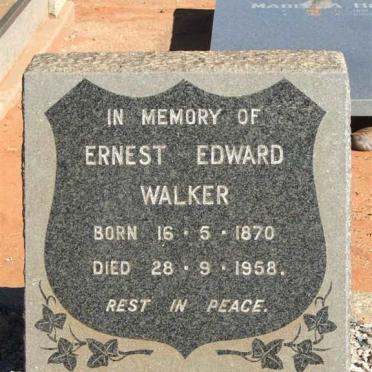 IN MEMORY OF
ERNEST EDWARD
WALKER
BORN 16·5·1870
DIED 28·9·1958.
REST IN PEACE.